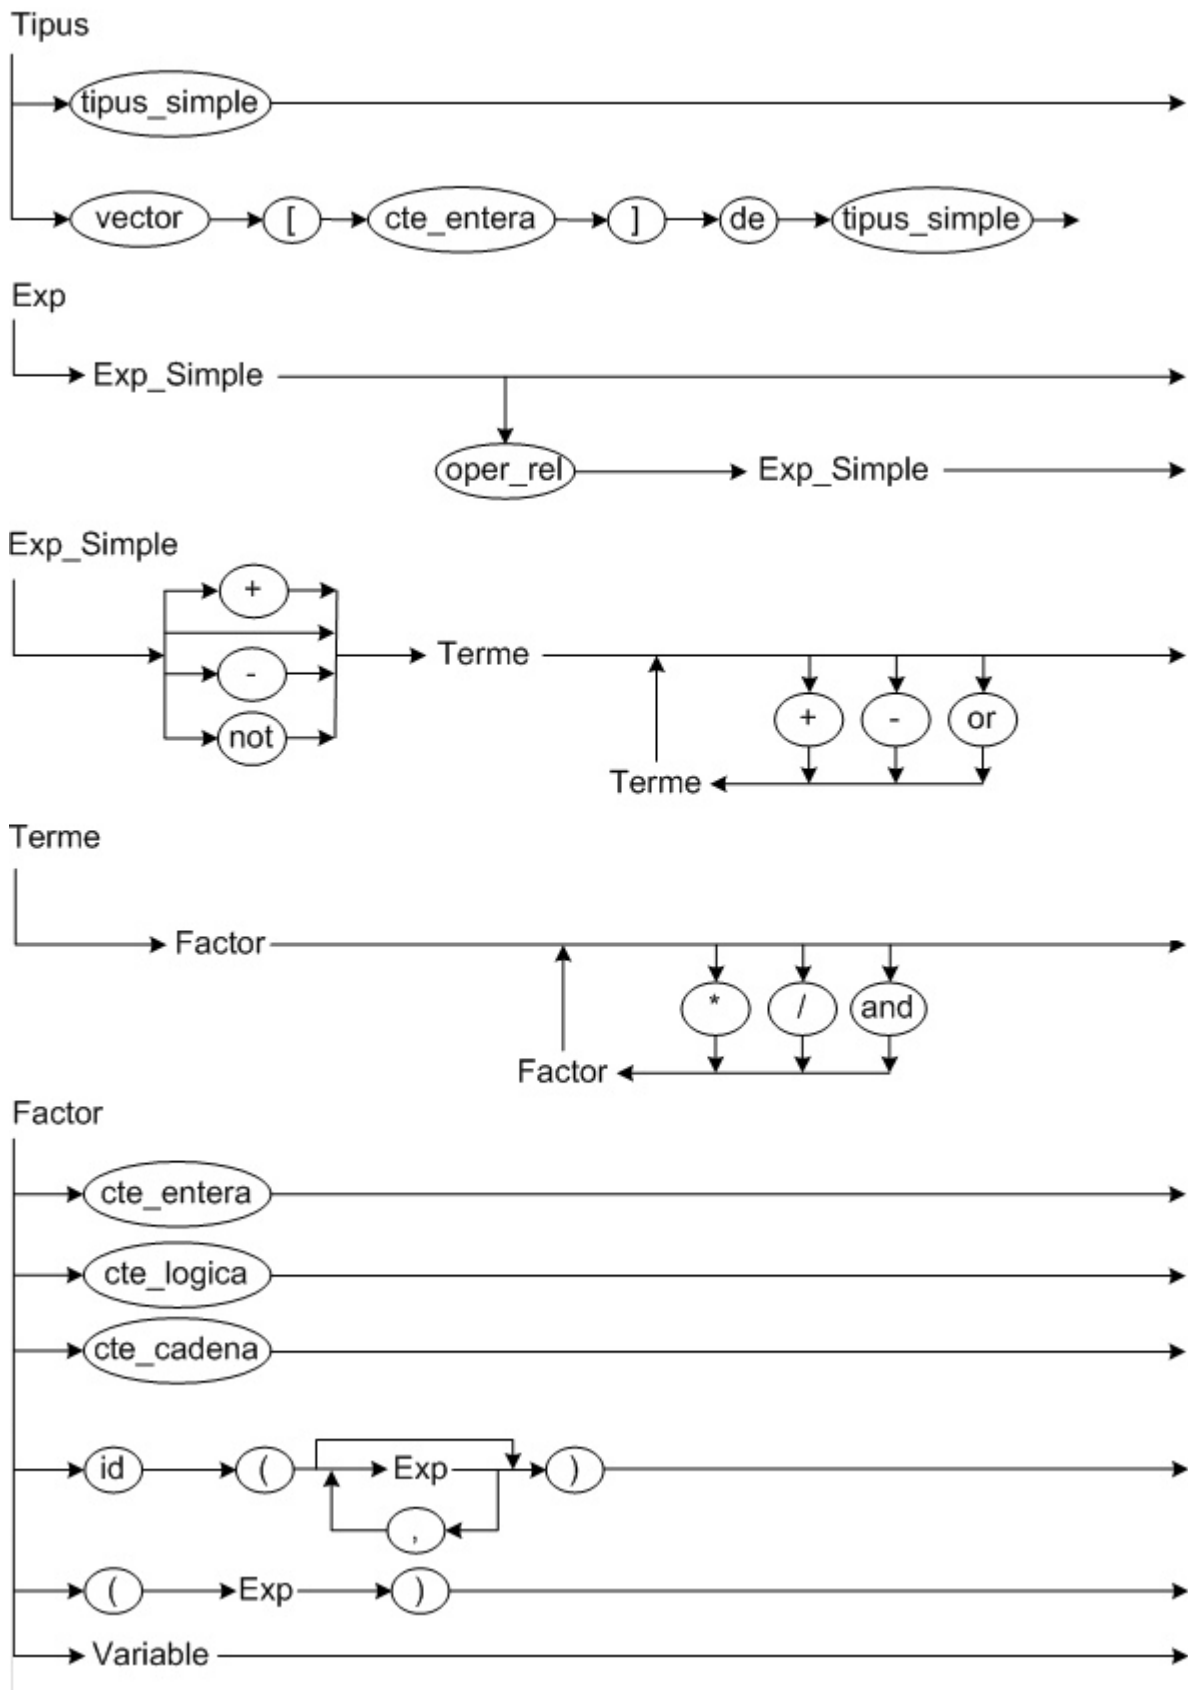 Tipus
tipus_simple
vector [ cte_entera ] de tipus_simple
Exp
Exp_Simple
oper_rel Exp_Simple
Exp_Simple
+
Terme
-
not
+ - or
Terme
Terme
Factor
* / and
Factor
Factor
cte_entera
cte_logica
cte_cadena
id ( Exp )
,
( Exp )
Variable